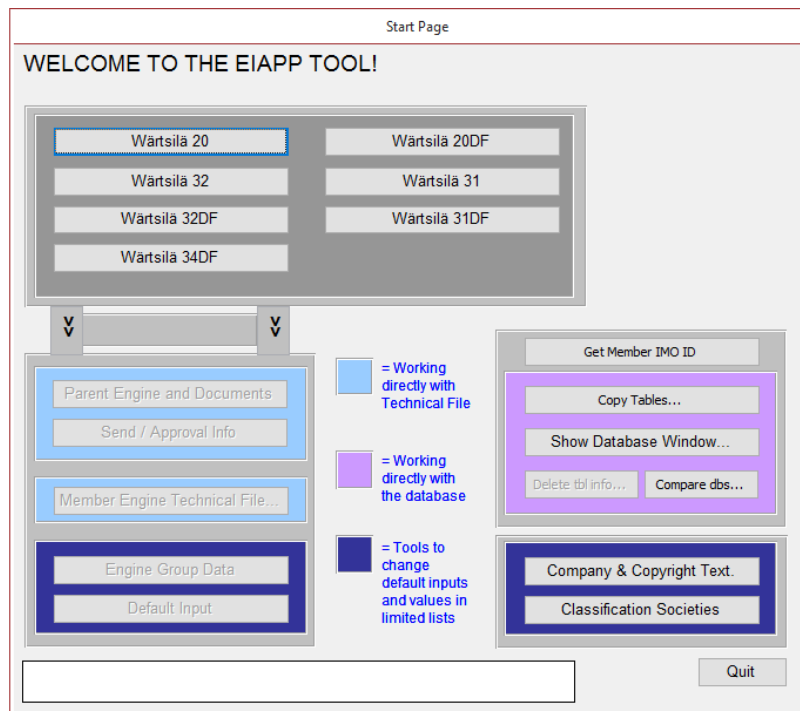 Start Page
WELCOME TO THE EIAPP TOOL!
Wärtsilä 20
Wärtsilä 20DF
Wärtsilä 32
Wärtsilä 31
Wärtsilä 32DF
Wärtsilä 31DF
Wärtsilä 34DF
>> >>
Parent Engine and Documents
Send / Approval Info
Member Engine Technical File...
Engine Group Data
Default Input
= Working
directly with
Technical File
= Working
directly with
the database
= Tools to
change
default inputs
and values in
limited lists
Get Member IMO ID
Copy Tables...
Show Database Window...
Delete tbl info...
Compare dbs...
Company & Copyright Text.
Classification Societies
Quit